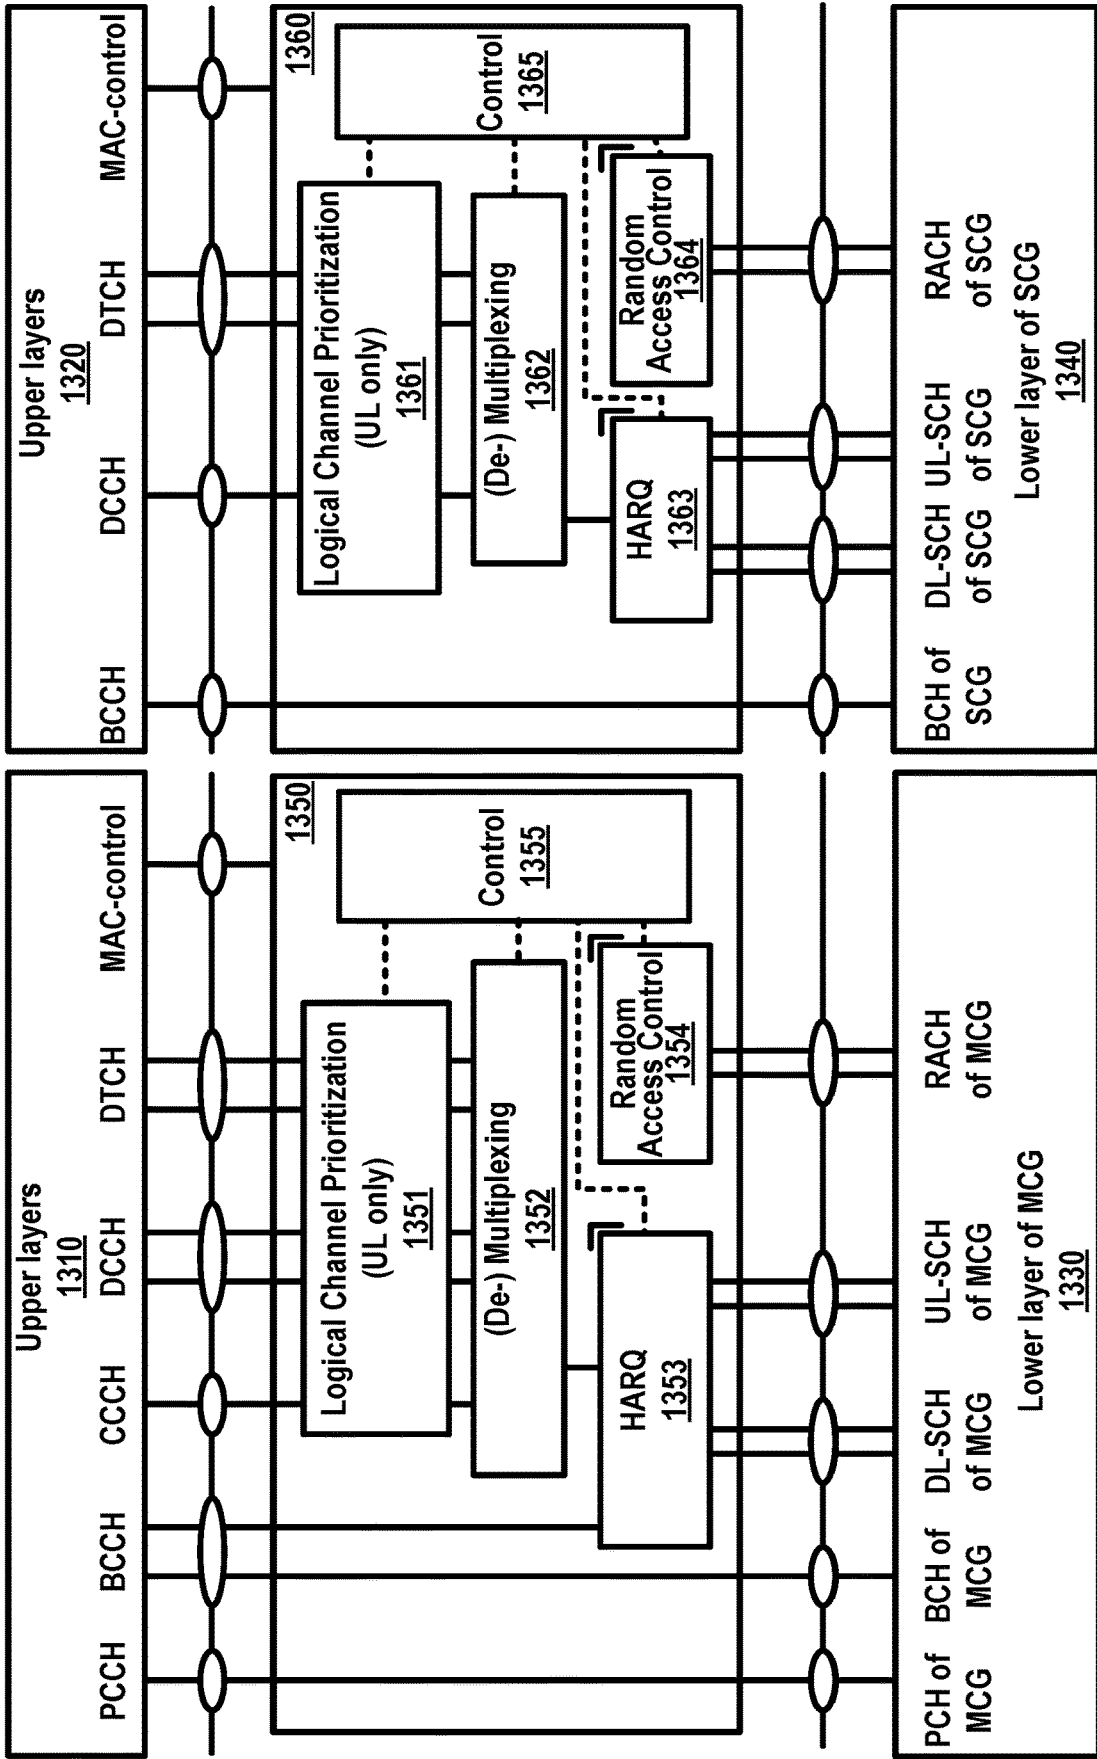 Upper layers
1310
PCCH
BCCH
CCCH
DCCH
DTCH
MAC-control
1350
Logical Channel Prioritization
(UL only)
1351
(De-) Multiplexing
1352
HARQ
1353
Random
Access Control
1354
Control
1355
PCH of
MCG
BCH of
MCG
DL-SCH
of MCG
UL-SCH
of MCG
RACH
of MCG
Lower layer of MCG
1330
Upper layers
1320
BCCH
DCCH
DTCH
MAC-control
1360
Logical Channel Prioritization
(UL only)
1361
(De-) Multiplexing
1362
HARQ
1363
Random
Access Control
1364
Control
1365
BCH of
SCG
DL-SCH
of SCG
UL-SCH
of SCG
RACH
of SCG
Lower layer of SCG
1340